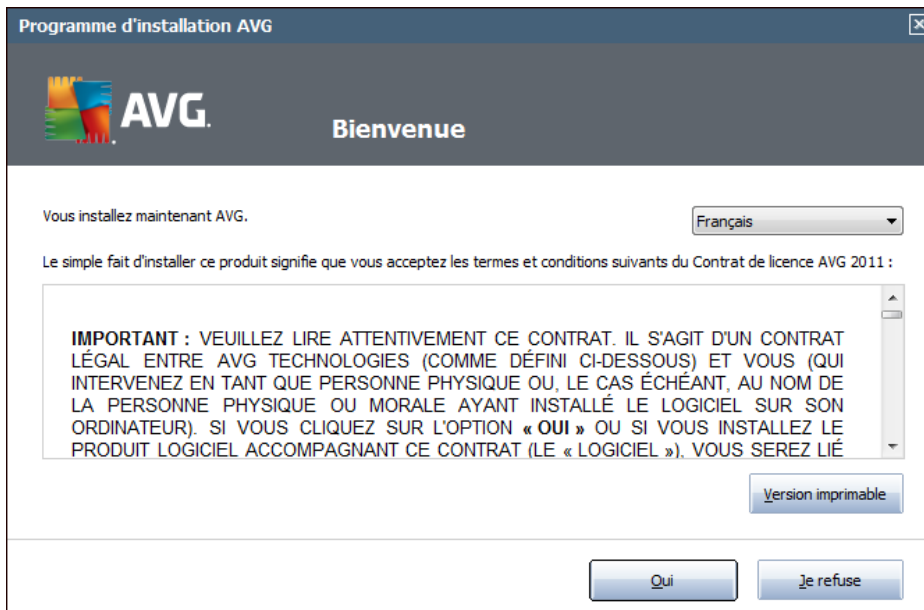 Programme d'installation AVG
AVG.
Bienvenue
Vous installez maintenant AVG.
Français
Le simple fait d'installer ce produit signifie que vous acceptez les termes et conditions suivants du Contrat de licence AVG 2011 :
IMPORTANT : VEUILLEZ LIRE ATTENTIVEMENT CE CONTRAT. IL S'AGIT D'UN CONTRAT
LÉGAL ENTRE AVG TECHNOLOGIES (COMME DÉFINI CI-DESSOUS) ET VOUS (QUI
INTERVENEZ EN TANT QUE PERSONNE PHYSIQUE OU, LE CAS ÉCHÉANT, AU NOM DE
LA PERSONNE PHYSIQUE OU MORALE AYANT INSTALLÉ LE LOGICIEL SUR SON
ORDINATEUR). SI VOUS CLIQUEZ SUR L'OPTION « OUI » OU SI VOUS INSTALLEZ LE
PRODUIT LOGICIEL ACCOMPAGNANT CE CONTRAT (LE « LOGICIEL »), VOUS SEREZ LIÉ
Version imprimable
Oui
Je refuse